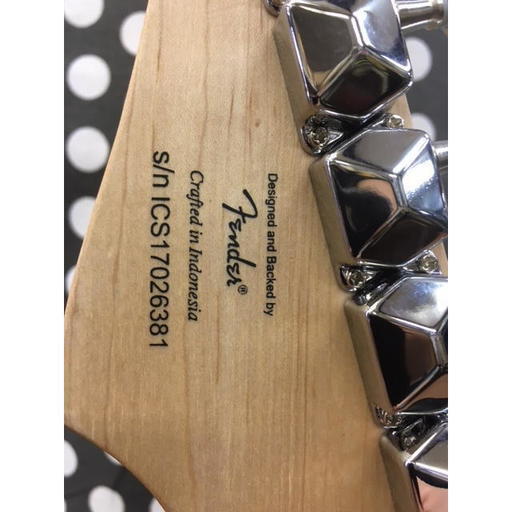 Designed and Backed by
Fender®
Crafted in Indonesia
s/n ICS17026381